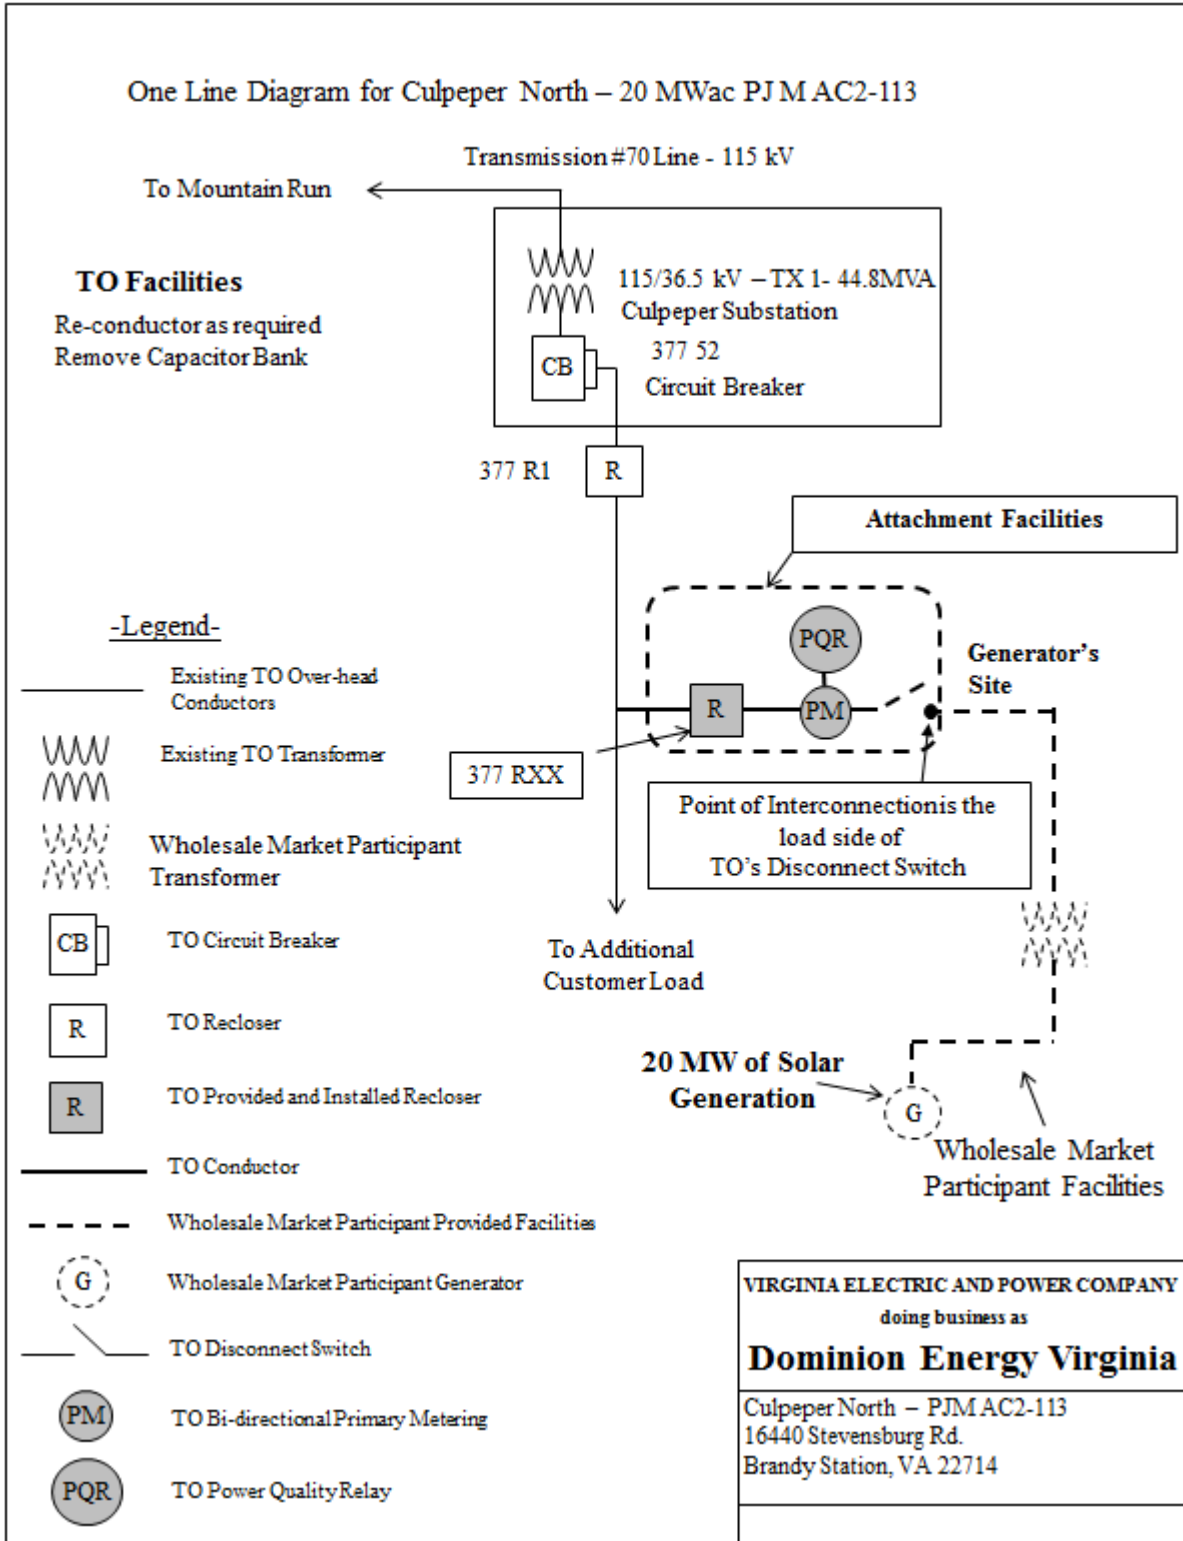 One Line Diagram for Culpeper North – 20 MWac PJM AC2-113
Transmission #70 Line - 115 kV
To Mountain Run
TO Facilities
Re-conductor as required
Remove Capacitor Bank
115/36.5 kV – TX 1- 44.8MVA
Culpeper Substation
CB
377 52
Circuit Breaker
377 R1
R
Attachment Facilities
PQR
Generator's
Site
R
PM
377 RXX
Point of Interconnectionis the
load side of
TO's Disconnect Switch
To Additional
Customer Load
20 MW of Solar
Generation
G
Wholesale Market
Participant Facilities
-Legend-
Existing TO Over-head
Conductors
Existing TO Transformer
Wholesale Market Participant
Transformer
CB
TO Circuit Breaker
R
TO Recloser
R
TO Provided and Installed Recloser
TO Conductor
Wholesale Market Participant Provided Facilities
G
Wholesale Market Participant Generator
TO Disconnect Switch
PM
TO Bi-directional Primary Metering
PQR
TO Power Quality Relay
VIRGINIA ELECTRIC AND POWER COMPANY
doing business as
Dominion Energy Virginia
Culpeper North – PJM AC2-113
16440 Stevensburg Rd.
Brandy Station, VA 22714